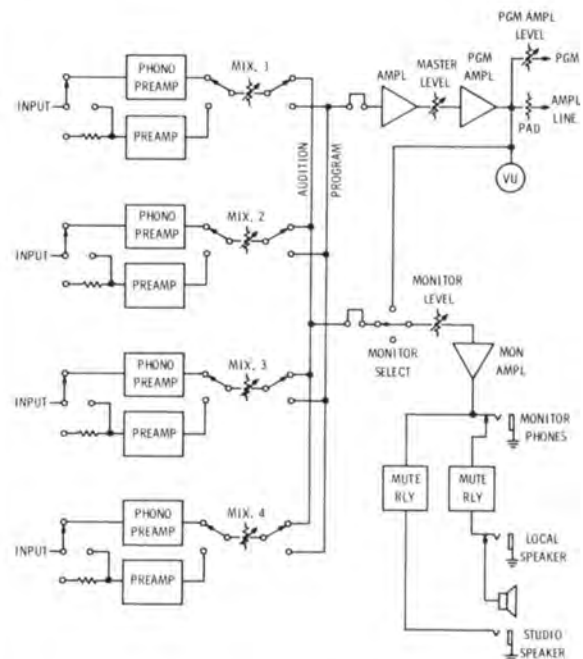 PGM AMPL
LEVEL
PGM
PHONO
PREAMP
MIX. 1
INPUT
PREAMP
AMPL
MASTER
LEVEL
PGM
AMPL
PAD
AMPL
LINE
VU
AUDITION
PROGRAM
PHONO
PREAMP
MIX. 2
INPUT
PREAMP
MONITOR
LEVEL
MONITOR
SELECT
MON
AMPL
PHONO
PREAMP
MIX. 3
INPUT
PREAMP
MONITOR
PHONES
MUTE
RLY
MUTE
RLY
PHONO
PREAMP
MIX. 4
INPUT
PREAMP
LOCAL
SPEAKER
STUDIO
SPEAKER